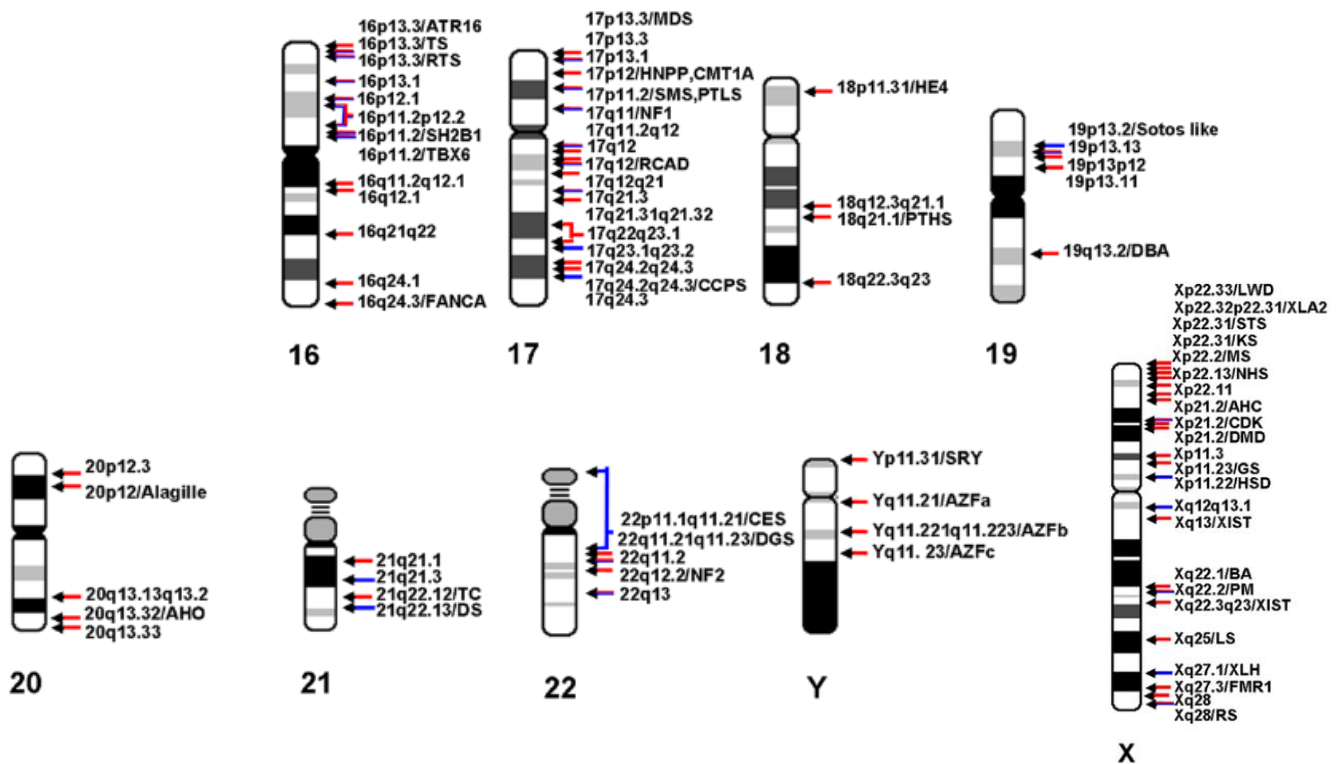 16p13.3/ATR16
16p13.3/TS
16p13.3/RTS
16p13.1
16p12.1
16p11.2p12.2
16p11.2/SH2B1
16p11.2/TBX6
16q11.2q12.1
16q12.1
16q21q22
16q24.1
16q24.3/FANCA
16
17p13.3/MDS
17p13.3
17p13.1
17p12/HNPP,CMT1A
17p11.2/SMS,PTLS
17q11/NF1
17q11.2q12
17q12
17q12/RCAD
17q12q21
17q21.3
17q21.31q21.32
17q22q23.1
17q23.1q23.2
17q24.2q24.3
17q24.2q24.3/CCPS
17q24.3
17
18p11.31/HE4
18q12.3q21.1
18q21.1/PTHS
18q22.3q23
18
19p13.2/Sotos like
19p13.13
19p13p12
19p13.11
19q13.2/DBA
19
20p12.3
20p12/Alagille
20q13.13q13.2
20q13.32/AHO
20q13.33
20
21q21.1
21q21.3
21q22.12/TC
21q22.13/DS
21
22p11.1q11.21/CES
22q11.21q11.23/DGS
22q11.2
22q12.2/NF2
22q13
22
Yp11.31/SRY
Yq11.21/AZFa
Yq11.221q11.223/AZFb
Yq11. 23/AZFc
Y
Xp22.33/LWD
Xp22.32p22.31/XLA2
Xp22.31/STS
Xp22.31/KS
Xp22.2/MS
Xp22.13/NHS
Xp22.11
Xp21.2/AHC
Xp21.2/CDK
Xp21.2/DMD
Xp11.3
Xp11.23/GS
Xp11.22/HSD
Xq12q13.1
Xq13/XIST
Xq22.1/BA
Xq22.2/PM
Xq22.3q23/XIST
Xq25/LS
Xq27.1/XLH
Xq27.3/FMR1
Xq28
Xq28/RS
X